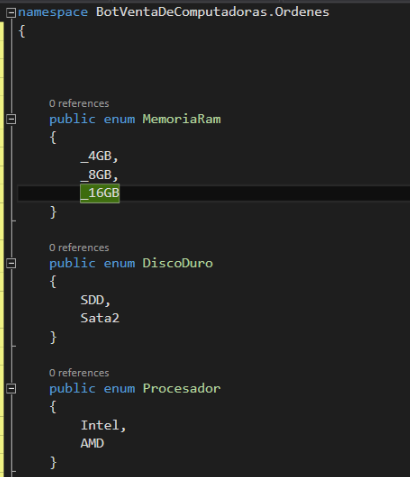 namespace BotVentaDeComputadoras.Ordenes
{
0 references
public enum MemoriaRam
{
_4GB,
_8GB,
_16GB
}
0 references
public enum DiscoDuro
{
SDD,
Sata2
}
0 references
public enum Procesador
{
Intel,
AMD
}